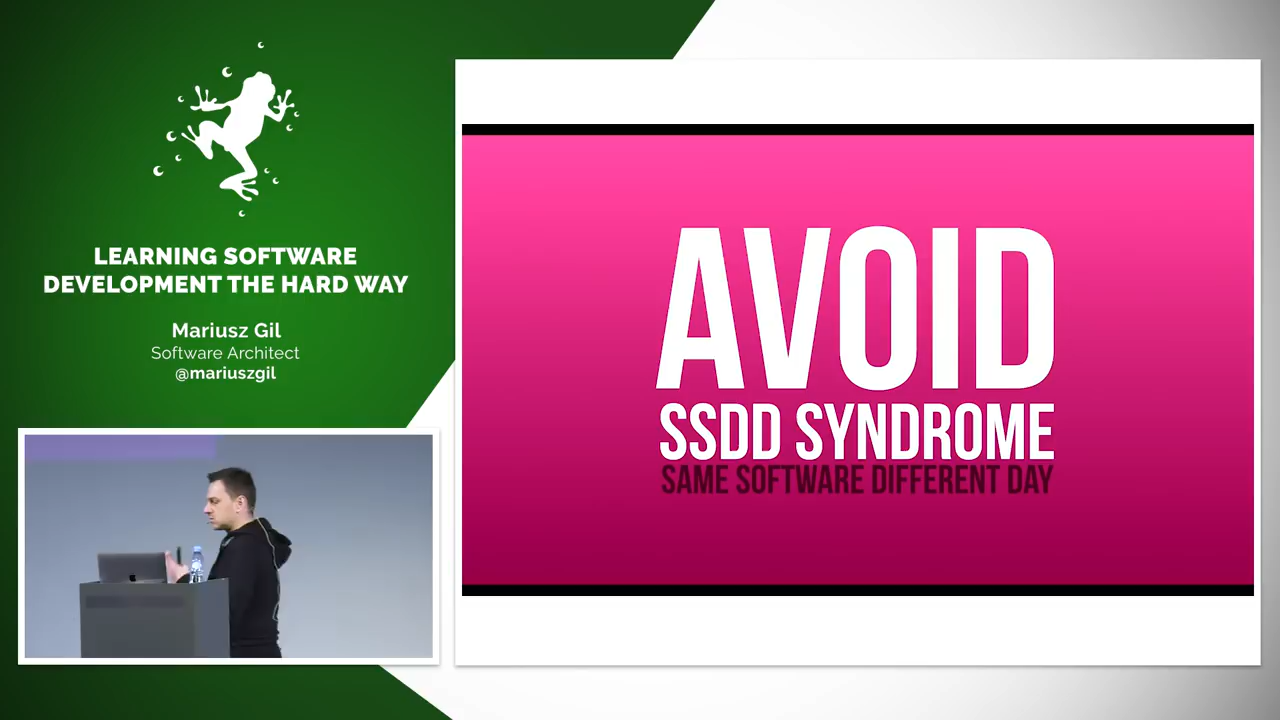 LEARNING SOFTWARE
DEVELOPMENT THE HARD WAY
Mariusz Gil
Software Architect
@mariuszgil
AVOID
SSDD SYNDROME
SAME SOFTWARE DIFFERENT DAY